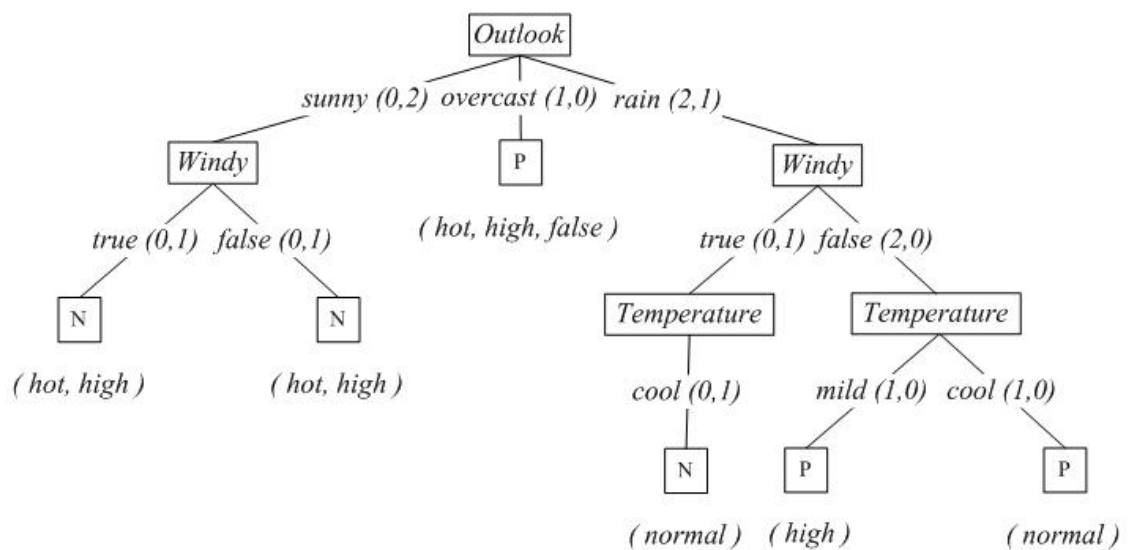 Outlook
sunny (0,2) overcast (1,0) rain (2,1)
Windy P Windy
( hot, high, false )
true (0,1) false (0,1) true (0,1) false (2,0)
N N Temperature Temperature
( hot, high ) ( hot, high ) cool (0,1) mild (1,0) cool (1,0)
N P P
( normal ) ( high ) ( normal )